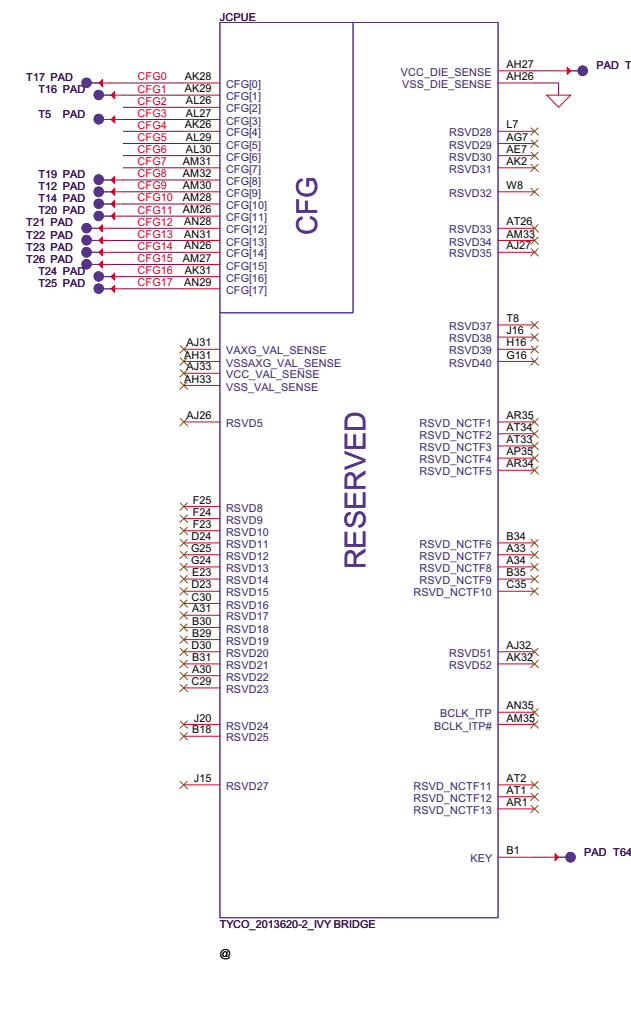 JCPUE
T17 PAD CFG0 AK28 CFG[0]
T16 PAD CFG1 AK29 CFG[1]
CFG2 AL26 CFG[2]
T5 PAD CFG3 AL27 CFG[3]
CFG4 AK26 CFG[4]
CFG5 AL29 CFG[5]
CFG6 AL30 CFG[6]
CFG7 AM31 CFG[7]
T19 PAD CFG8 AM32 CFG[8]
T12 PAD CFG9 AM30 CFG[9]
T14 PAD CFG10 AM28 CFG[10]
T20 PAD CFG11 AM26 CFG[11]
T21 PAD CFG12 AN28 CFG[12]
T22 PAD CFG13 AN31 CFG[13]
T23 PAD CFG14 AN26 CFG[14]
T26 PAD CFG15 AM27 CFG[15]
T24 PAD CFG16 AK31 CFG[16]
T25 PAD CFG17 AN29 CFG[17]
CFG
AJ31 VAXG_VAL_SENSE
AH31 VSSAXG_VAL_SENSE
AJ33 VCC_VAL_SENSE
AH33 VSS_VAL_SENSE
AJ26 RSVD5
F25 RSVD8
F24 RSVD9
F23 RSVD10
D24 RSVD11
G25 RSVD12
G24 RSVD13
E23 RSVD14
D23 RSVD15
C30 RSVD16
A31 RSVD17
B30 RSVD18
B29 RSVD19
D30 RSVD20
B31 RSVD21
A30 RSVD22
C29 RSVD23
J20 RSVD24
B18 RSVD25
J15 RSVD27
RESERVED
VCC_DIE_SENSE AH27 PAD T
VSS_DIE_SENSE AH26
RSVD28 L7
RSVD29 AG7
RSVD30 AE7
RSVD31 AK2
RSVD32 W8
RSVD33 AT26
RSVD34 AM33
RSVD35 AJ27
RSVD37 T8
RSVD38 J16
RSVD39 H16
RSVD40 G16
RSVD_NCTF1 AR35
RSVD_NCTF2 AT34
RSVD_NCTF3 AT33
RSVD_NCTF4 AP35
RSVD_NCTF5 AR34
RSVD_NCTF6 B34
RSVD_NCTF7 A33
RSVD_NCTF8 A34
RSVD_NCTF9 B35
RSVD_NCTF10 C35
RSVD51 AJ32
RSVD52 AK32
BCLK_ITP AN35
BCLK_ITP# AM35
RSVD_NCTF11 AT2
RSVD_NCTF12 AT1
RSVD_NCTF13 AR1
KEY B1 PAD T64
TYCO_2013620-2_IVY BRIDGE
@